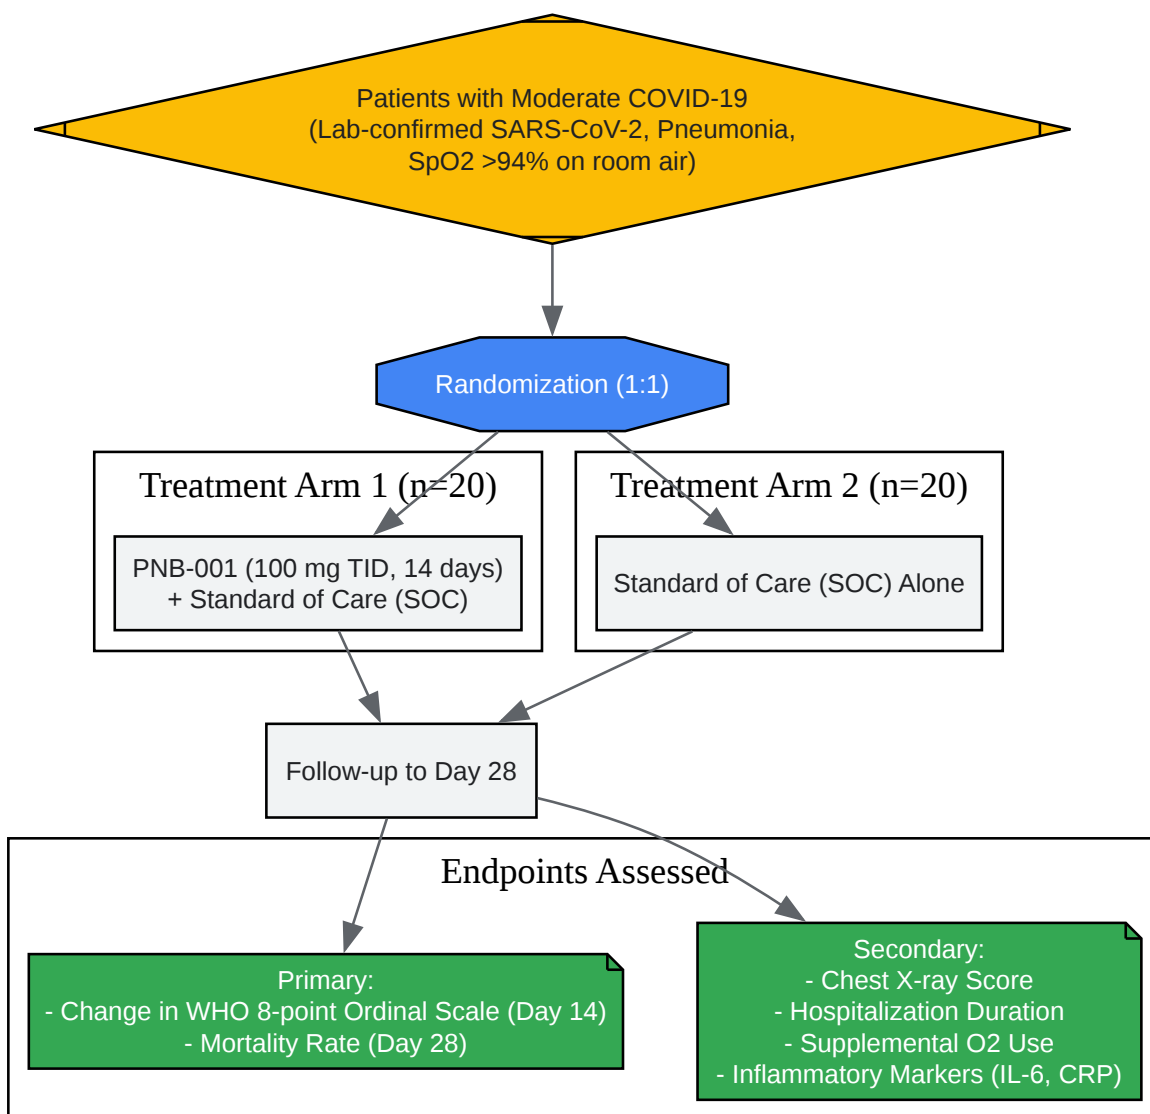 Patients with Moderate COVID-19
(Lab-confirmed SARS-CoV-2, Pneumonia,
SpO2 >94% on room air)
Randomization (1:1)
Treatment Arm 1 (n=20)
PNB-001 (100 mg TID, 14 days)
+ Standard of Care (SOC)
Treatment Arm 2 (n=20)
Standard of Care (SOC) Alone
Follow-up to Day 28
Endpoints Assessed
Primary:
- Change in WHO 8-point Ordinal Scale (Day 14)
- Mortality Rate (Day 28)
Secondary:
- Chest X-ray Score
- Hospitalization Duration
- Supplemental O2 Use
- Inflammatory Markers (IL-6, CRP)